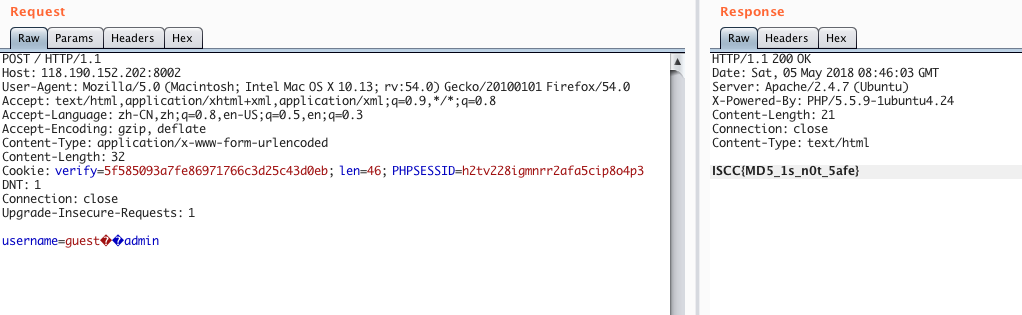 Request
Raw Params Headers Hex
POST / HTTP/1.1
Host: 118.190.152.202:8002
User-Agent: Mozilla/5.0 (Macintosh; Intel Mac OS X 10.13; rv:54.0) Gecko/20100101 Firefox/54.0
Accept: text/html,application/xhtml+xml,application/xml;q=0.9,*/*;q=0.8
Accept-Language: zh-CN,zh;q=0.8,en-US;q=0.5,en;q=0.3
Accept-Encoding: gzip, deflate
Content-Type: application/x-www-form-urlencoded
Content-Length: 32
Cookie: verify=5f585093a7fe86971766c3d25c43d0eb; len=46; PHPSESSID=h2tv228igmnrr2afa5cip8o4p3
DNT: 1
Connection: close
Upgrade-Insecure-Requests: 1
username=guest��admin
Response
Raw Headers Hex
HTTP/1.1 200 OK
Date: Sat, 05 May 2018 08:46:03 GMT
Server: Apache/2.4.7 (Ubuntu)
X-Powered-By: PHP/5.5.9-1ubuntu4.24
Content-Length: 21
Connection: close
Content-Type: text/html
ISCC{MD5_1s_n0t_5afe}